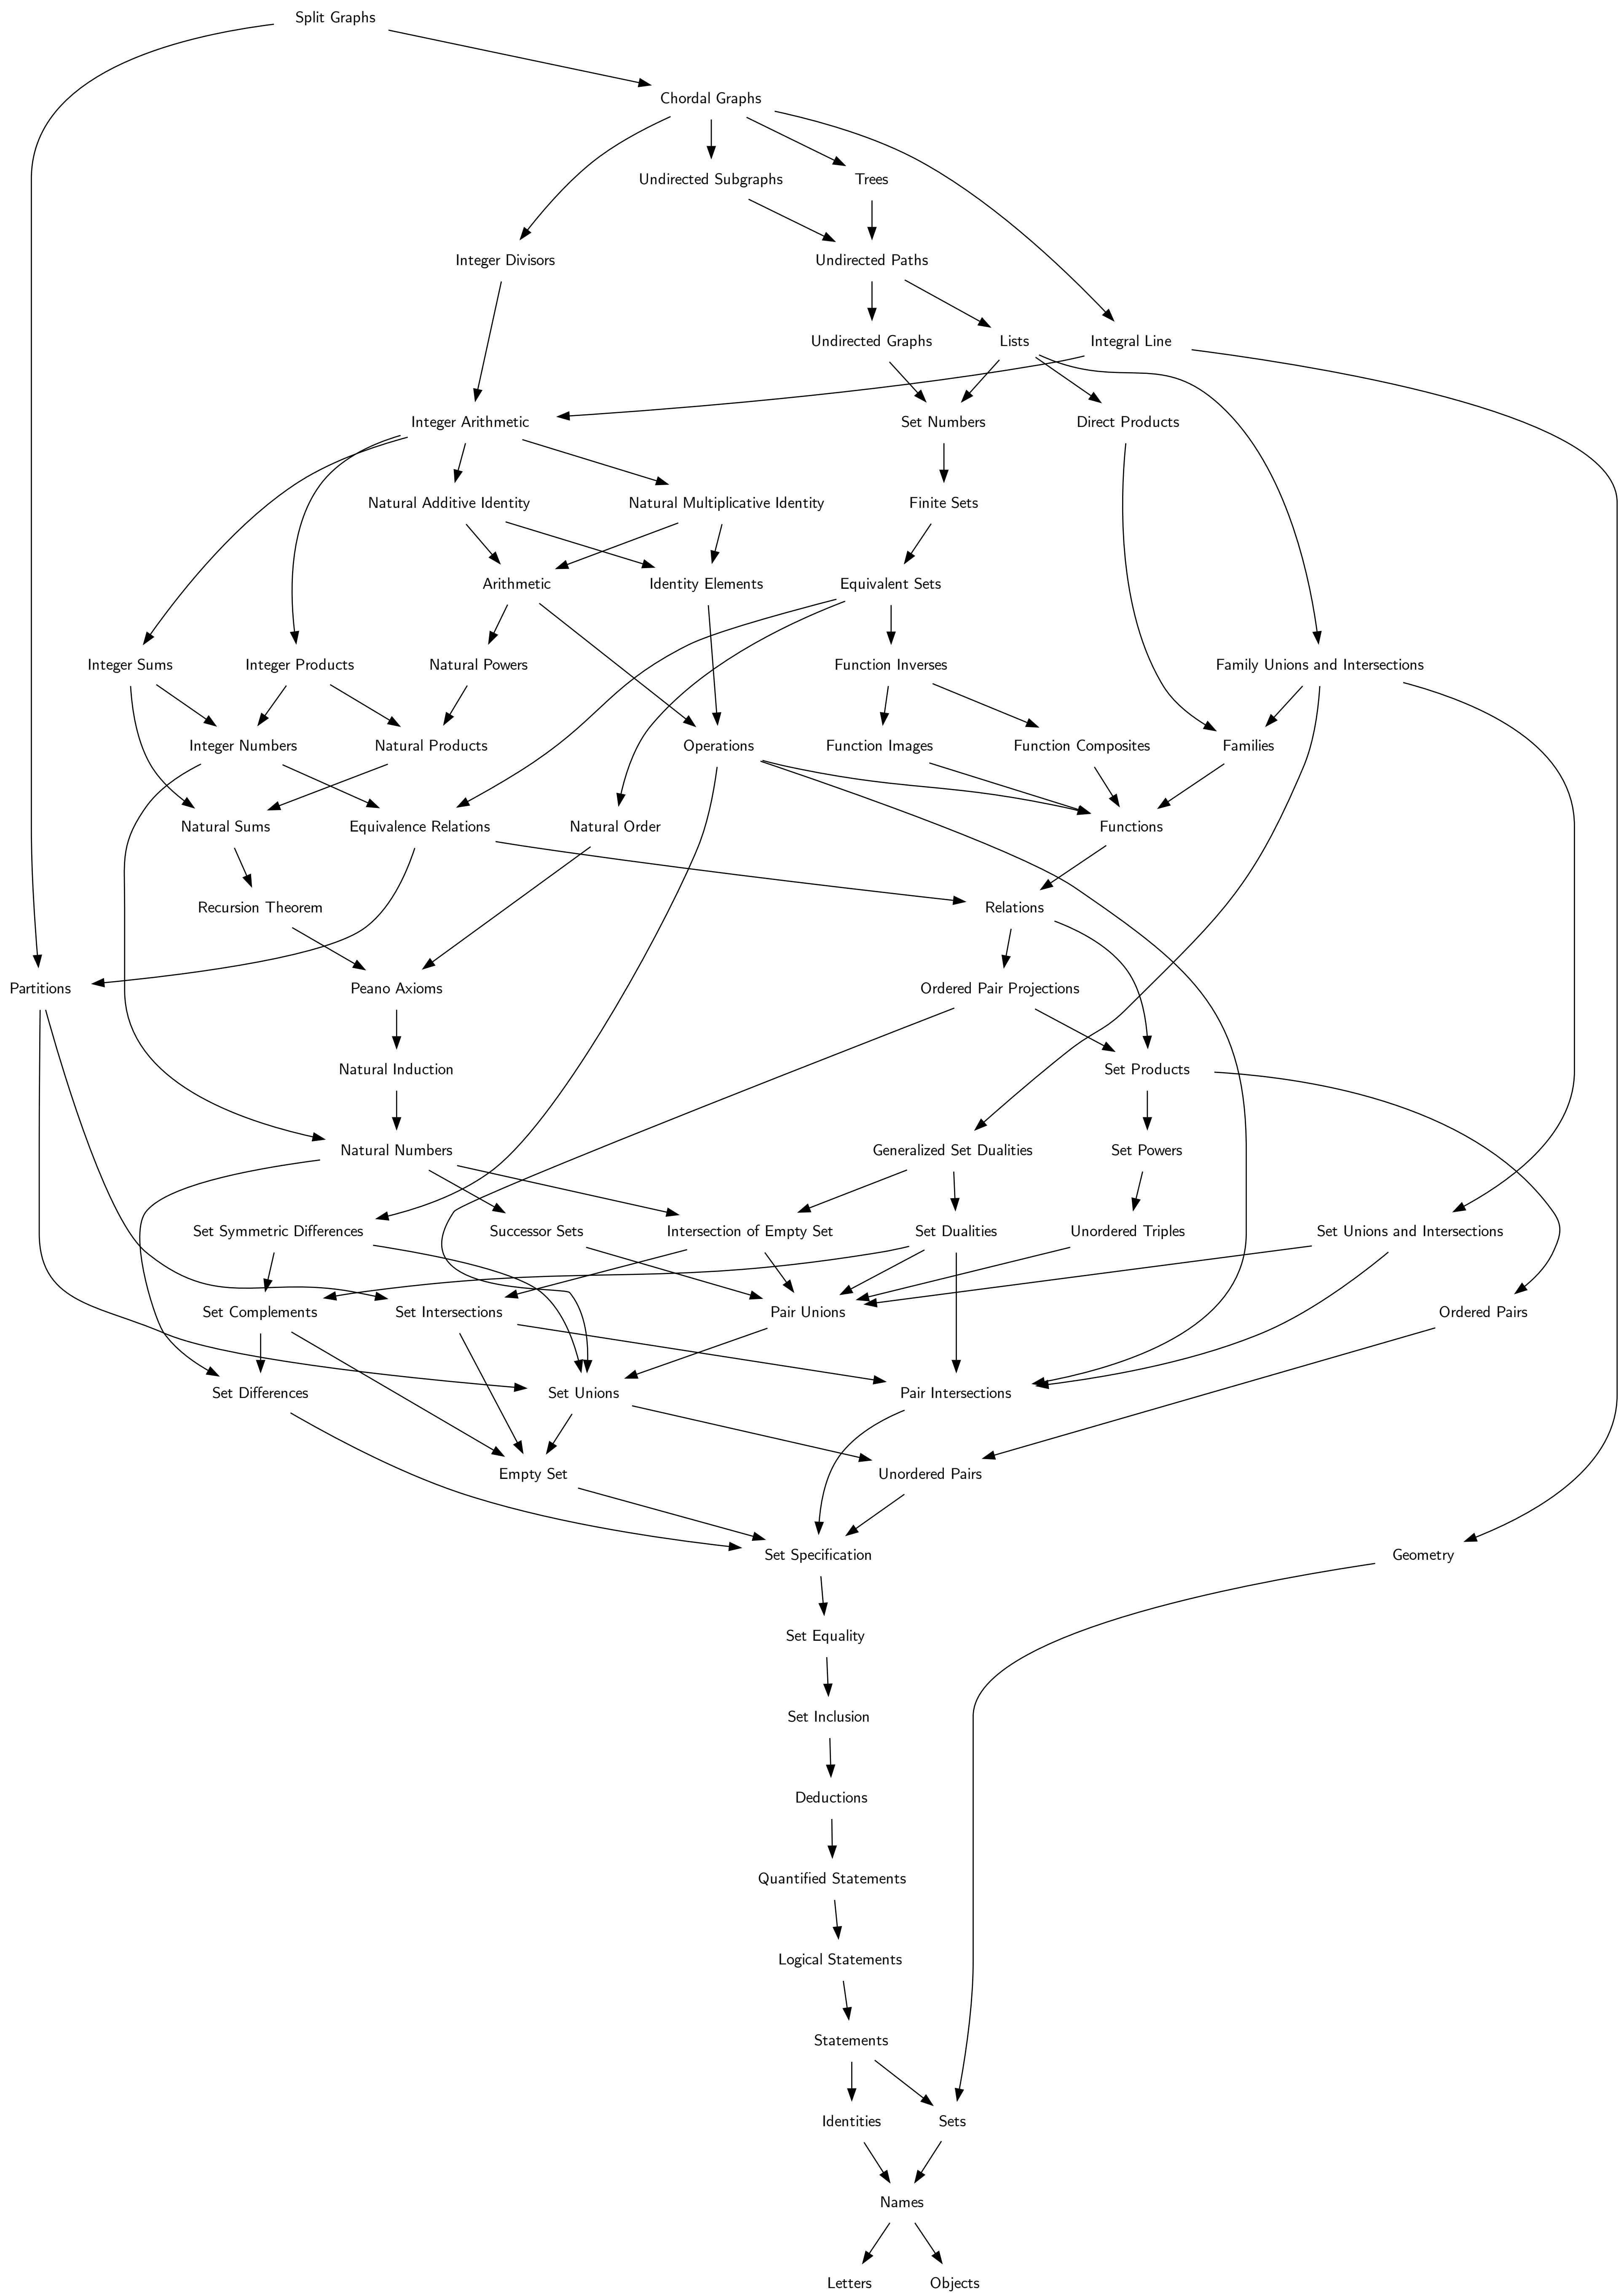 Split Graphs
Chordal Graphs
Undirected Subgraphs
Trees
Integer Divisors
Undirected Paths
Undirected Graphs
Lists
Integral Line
Integer Arithmetic
Set Numbers
Direct Products
Natural Additive Identity
Natural Multiplicative Identity
Finite Sets
Arithmetic
Identity Elements
Equivalent Sets
Integer Sums
Integer Products
Natural Powers
Function Inverses
Family Unions and Intersections
Integer Numbers
Natural Products
Operations
Function Images
Function Composites
Families
Natural Sums
Equivalence Relations
Natural Order
Functions
Recursion Theorem
Relations
Partitions
Peano Axioms
Ordered Pair Projections
Natural Induction
Set Products
Natural Numbers
Generalized Set Dualities
Set Powers
Set Symmetric Differences
Successor Sets
Intersection of Empty Set
Set Dualities
Unordered Triples
Set Unions and Intersections
Set Complements
Set Intersections
Pair Unions
Ordered Pairs
Set Differences
Set Unions
Pair Intersections
Empty Set
Unordered Pairs
Set Specification
Geometry
Set Equality
Set Inclusion
Deductions
Quantified Statements
Logical Statements
Statements
Identities
Sets
Names
Letters
Objects